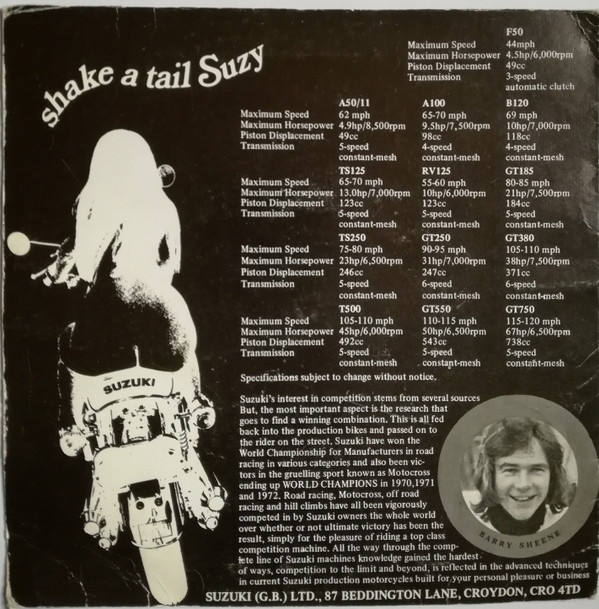 shake a tail Suzy
F50
Maximum Speed 44mph
Maximum Horsepower 4.5hp/6,000rpm
Piston Displacement 49cc
Transmission 3-speed
automatic clutch
A50/11 A100 B120
Maximum Speed 62 mph 65-70 mph 69 mph
Maximum Horsepower 4.9hp/8,500rpm 9.5hp/7,500rpm 10hp/7,000rpm
Piston Displacement 49cc 98cc 118cc
Transmission 5-speed 4-speed 4-speed
constant-mesh constant-mesh constant-mesh
TS125 RV125 GT185
Maximum Speed 65-70 mph 55-60 mph 80-85 mph
Maximum Horsepower 13.0hp/7,000rpm 10hp/6,000rpm 21hp/7,500rpm
Piston Displacement 123cc 123cc 184cc
Transmission 5-speed 5-speed 5-speed
constant-mesh constant-mesh constant-mesh
TS250 GT250 GT380
Maximum Speed 75-80 mph 90-95 mph 105-110 mph
Maximum Horsepower 23hp/6,500rpm 31hp/7,000rpm 38hp/7,500rpm
Piston Displacement 246cc 247cc 371cc
Transmission 5-speed 6-speed 6-speed
constant-mesh constant-mesh constant-mesh
T500 GT550 GT750
Maximum Speed 105-110 mph 110-115 mph 115-120 mph
Maximum Horsepower 45hp/6,000rpm 50hp/6,500rpm 67hp/6,500rpm
Piston Displacement 492cc 543cc 738cc
Transmission 5-speed 5-speed 5-speed
constant-mesh constant-mesh constant-mesh
Specifications subject to change without notice.
SUZUKI
Suzuki's interest in competition stems from several sources
But, the most important aspect is the research that
goes to find a winning combination. This is all fed
back into the production bikes and passed on to
the rider on the street. Suzuki have won the
World Championship for Manufacturers in road
racing in various categories and also been vic-
tors in the gruelling sport known as Motocross
ending up WORLD CHAMPIONS in 1970,1971
and 1972. Road racing, Motocross, off road
racing and hill climbs have all been vigorously
competed in by Suzuki owners the whole world
over whether or not ultimate victory has been the
result, simply for the pleasure of riding a top class
competition machine. All the way through the comp-
lete line of Suzuki machines knowledge gained the hardest
of ways, competition to the limit and beyond, is reflected in the advanced techniques
in current Suzuki production motorcycles built for your personal pleasure or business
BARRY SHEENE
SUZUKI (G.B.) LTD., 87 BEDDINGTON LANE, CROYDON, CRO 4TD